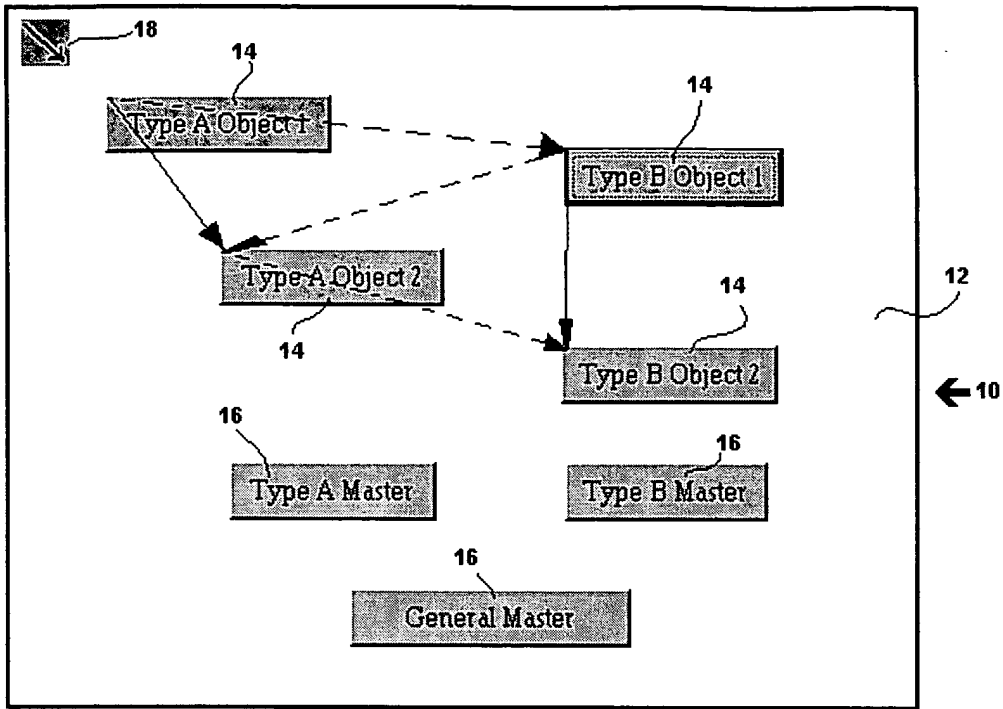 18
14
14
Type A Object 1
Type B Object 1
Type A Object 2
14
12
14
Type B Object 2
10
16
16
Type A Master
Type B Master
16
General Master